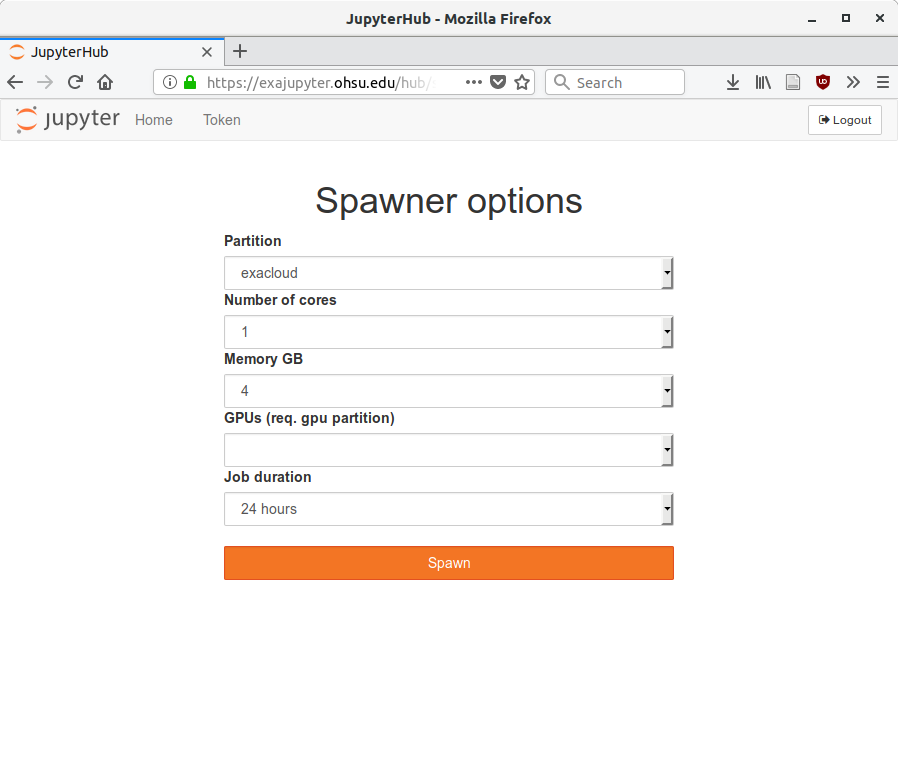 JupyterHub - Mozilla Firefox
JupyterHub
https://exajupyter.ohsu.edu/hub/
Search
jupyter Home Token Logout
Spawner options
Partition
exacloud
Number of cores
1
Memory GB
4
GPUs (req. gpu partition)
Job duration
24 hours
Spawn